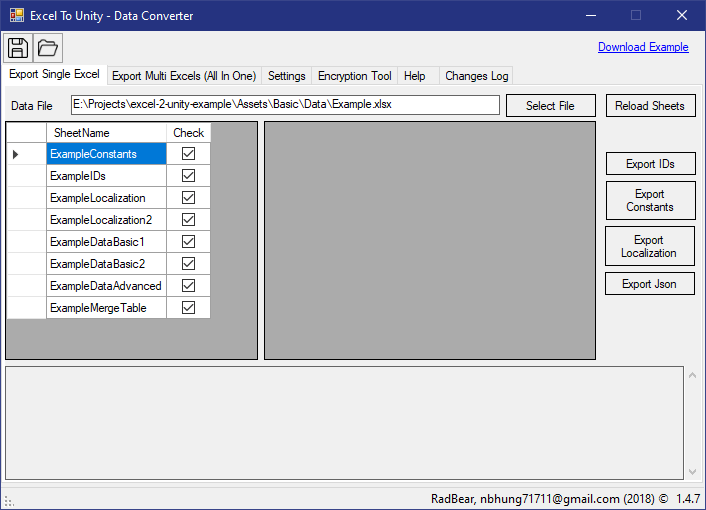 Excel To Unity - Data Converter
Download Example
Export Single Excel
Export Multi Excels (All In One)
Settings
Encryption Tool
Help
Changes Log
Data File
E:\Projects\excel-2-unity-example\Assets\Basic\Data\Example.xlsx
Select File
Reload Sheets
SheetName
Check
ExampleConstants
ExampleIDs
ExampleLocalization
ExampleLocalization2
ExampleDataBasic1
ExampleDataBasic2
ExampleDataAdvanced
ExampleMergeTable
Export IDs
Export
Constants
Export
Localization
Export Json
RadBear, nbhung71711@gmail.com (2018) © 1.4.7